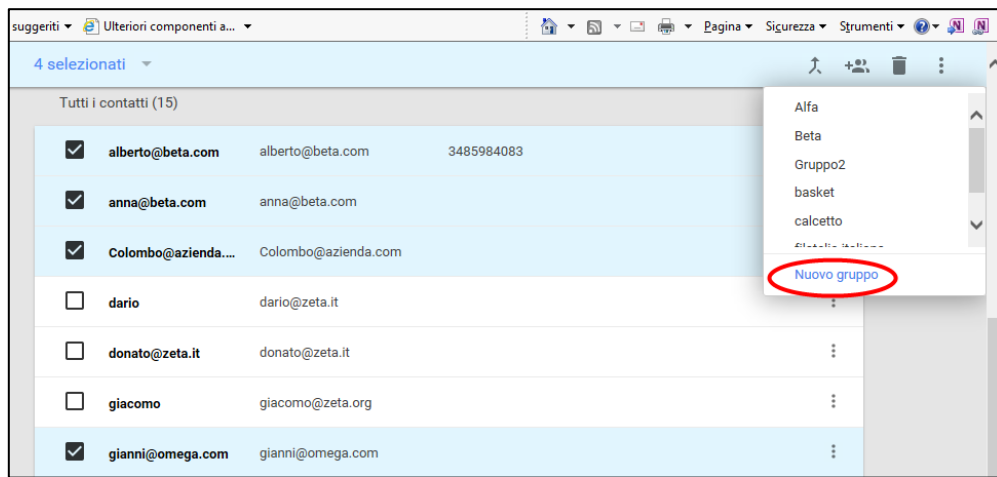 suggeriti Ulteriori componenti a... Pagina Sicurezza Strumenti
4 selezionati
Tutti i contatti (15)
alberto@beta.com alberto@beta.com 3485984083
anna@beta.com anna@beta.com
Colombo@azienda.... Colombo@azienda.com
dario dario@zeta.it
donato@zeta.it donato@zeta.it
giacomo giacomo@zeta.org
gianni@omega.com gianni@omega.com
Alfa
Beta
Gruppo2
basket
calcetto
Nuovo gruppo